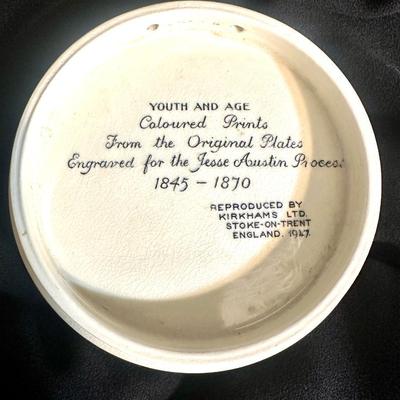 YOUTH AND AGE
Coloured Prints
From the Original Plates
Engraved for the Jesse Austin Process
1845 – 1870
REPRODUCED BY
KIRKHAMS LTD.
STOKE-ON-TRENT
ENGLAND. 1947.